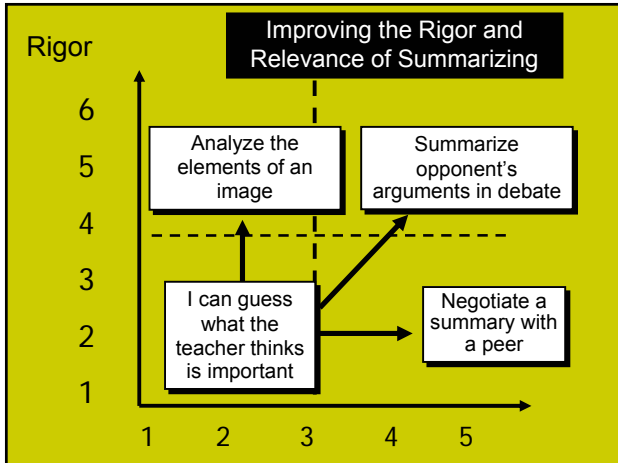 Improving the Rigor and
Relevance of Summarizing
Rigor
6
5
4
3
2
1
Analyze the
elements of an
image
Summarize
opponent's
arguments in debate
I can guess
what the
teacher thinks
is important
Negotiate a
summary with
a peer
1 2 3 4 5